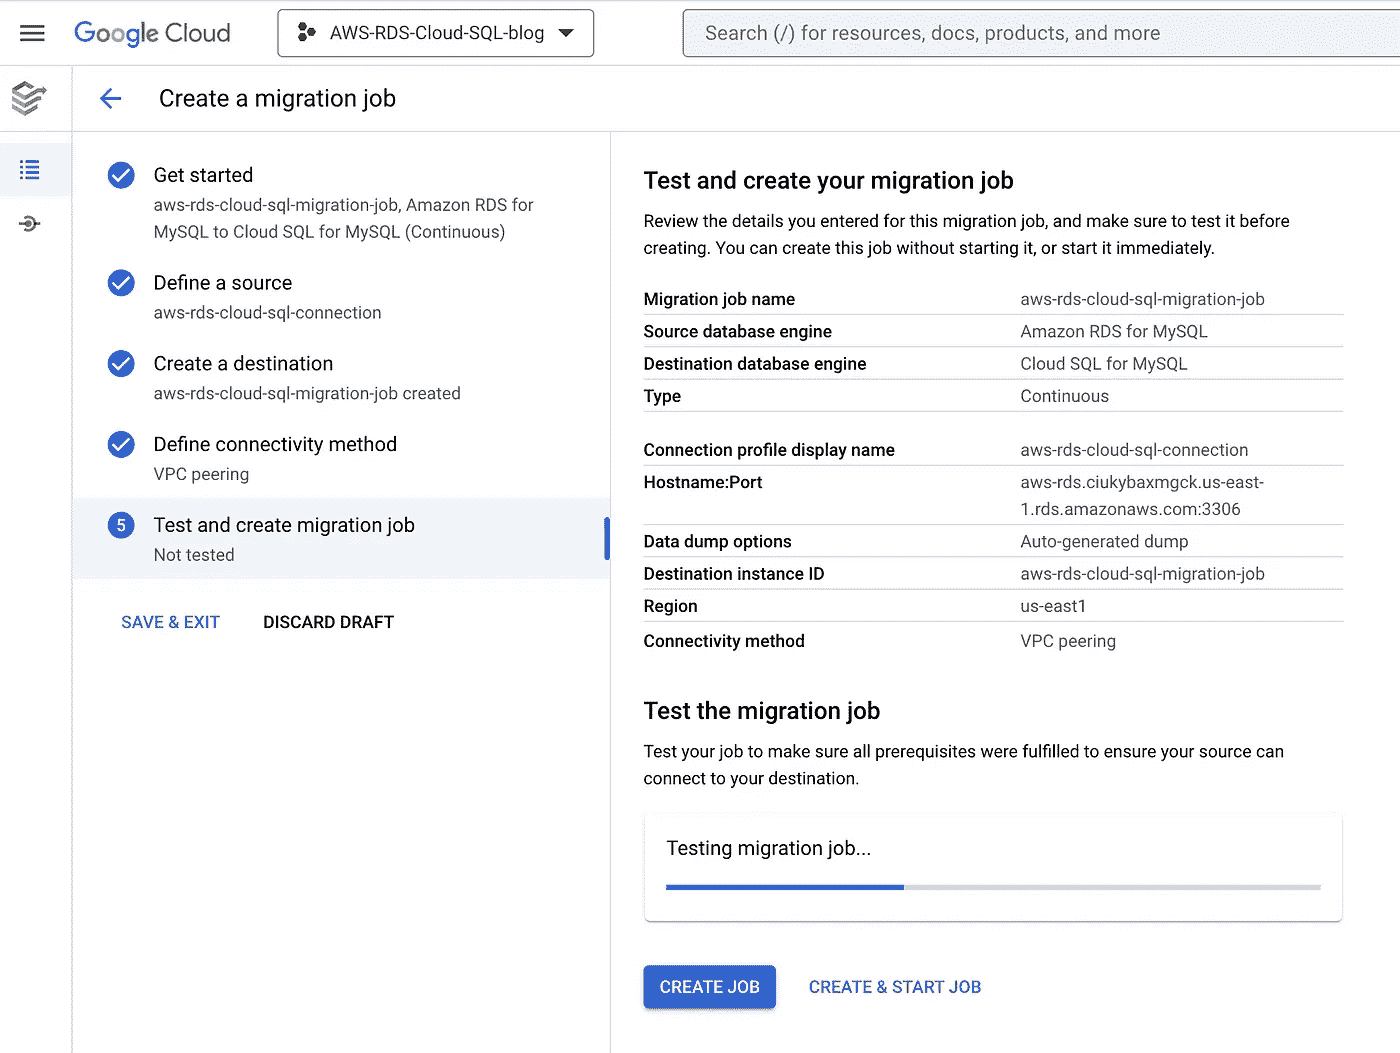 Google Cloud
AWS-RDS-Cloud-SQL-blog
Search (/) for resources, docs, products, and more
Create a migration job
Get started
aws-rds-cloud-sql-migration-job, Amazon RDS for
MySQL to Cloud SQL for MySQL (Continuous)
Define a source
aws-rds-cloud-sql-connection
Create a destination
aws-rds-cloud-sql-migration-job created
Define connectivity method
VPC peering
5 Test and create migration job
Not tested
SAVE & EXIT DISCARD DRAFT
Test and create your migration job
Review the details you entered for this migration job, and make sure to test it before
creating. You can create this job without starting it, or start it immediately.
Migration job name aws-rds-cloud-sql-migration-job
Source database engine Amazon RDS for MySQL
Destination database engine Cloud SQL for MySQL
Type Continuous
Connection profile display name aws-rds-cloud-sql-connection
Hostname:Port aws-rds.ciukybaxmgck.us-east-
1.rds.amazonaws.com:3306
Data dump options Auto-generated dump
Destination instance ID aws-rds-cloud-sql-migration-job
Region us-east1
Connectivity method VPC peering
Test the migration job
Test your job to make sure all prerequisites were fulfilled to ensure your source can
connect to your destination.
Testing migration job...
CREATE JOB CREATE & START JOB